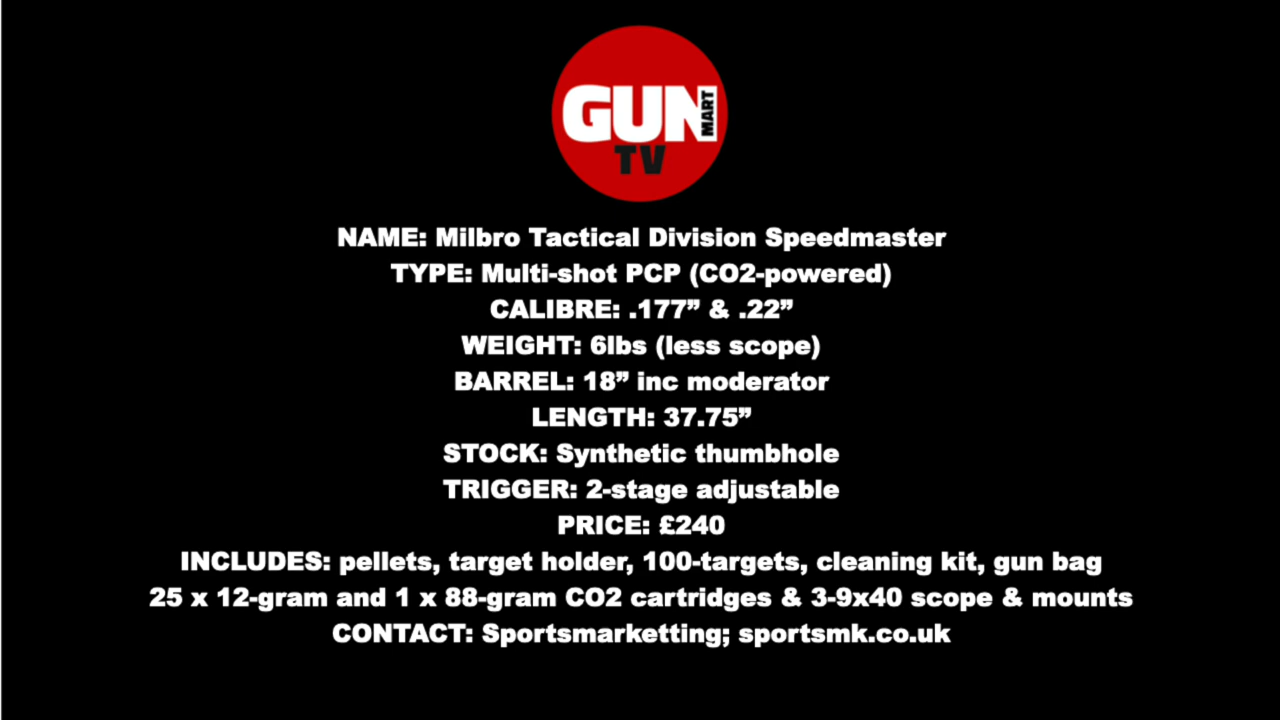 GUN
MART
TV
NAME: Milbro Tactical Division Speedmaster
TYPE: Multi-shot PCP (CO2-powered)
CALIBRE: .177” & .22”
WEIGHT: 6lbs (less scope)
BARREL: 18” inc moderator
LENGTH: 37.75”
STOCK: Synthetic thumbhole
TRIGGER: 2-stage adjustable
PRICE: £240
INCLUDES: pellets, target holder, 100-targets, cleaning kit, gun bag
25 x 12-gram and 1 x 88-gram CO2 cartridges & 3-9x40 scope & mounts
CONTACT: Sportsmarketting; sportsmk.co.uk